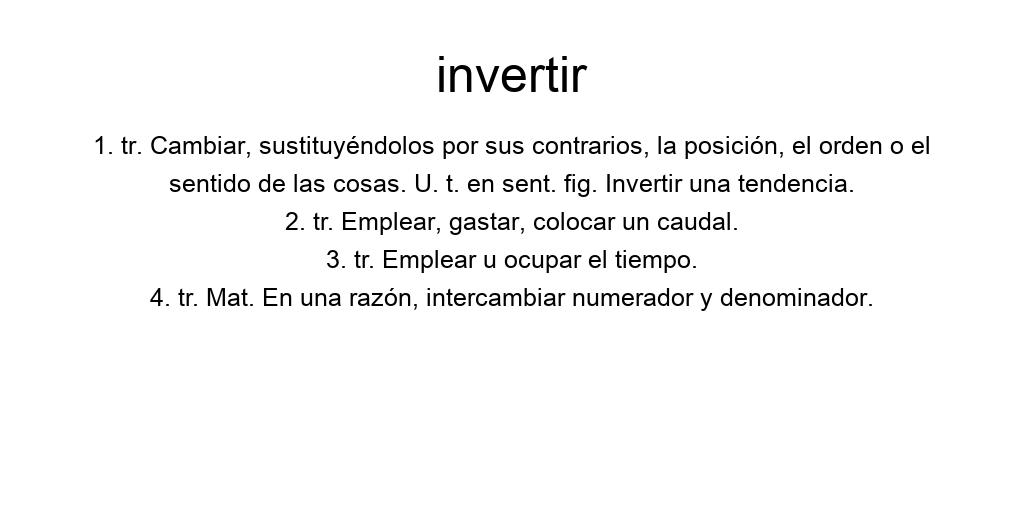 invertir
1. tr. Cambiar, sustituyéndolos por sus contrarios, la posición, el orden o el
sentido de las cosas. U. t. en sent. fig. Invertir una tendencia.
2. tr. Emplear, gastar, colocar un caudal.
3. tr. Emplear u ocupar el tiempo.
4. tr. Mat. En una razón, intercambiar numerador y denominador.